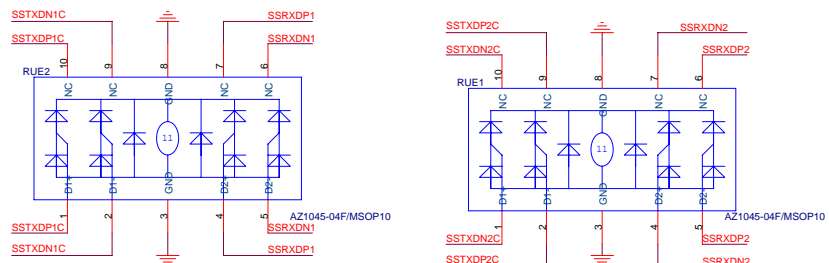 SSTXDN1C
SSRXDP1
SSTXDP1C
SSRXDN1
10
9
8
7
6
RUE2
NC
NC
GND
NC
NC
11
D1+
D1-
GND
D2+
D2-
1
2
3
4
5
AZ1045-04F/MSOP10
SSTXDP1C
SSRXDN1
SSTXDN1C
SSRXDP1
SSTXDP2C
SSRXDN2
SSTXDN2C
SSRXDP2
10
9
8
7
6
RUE1
NC
NC
GND
NC
NC
11
D1+
D1-
GND
D2+
D2-
1
2
3
4
5
AZ1045-04F/MSOP10
SSTXDN2C
SSRXDP2
SSTXDP2C
SSRXDN2